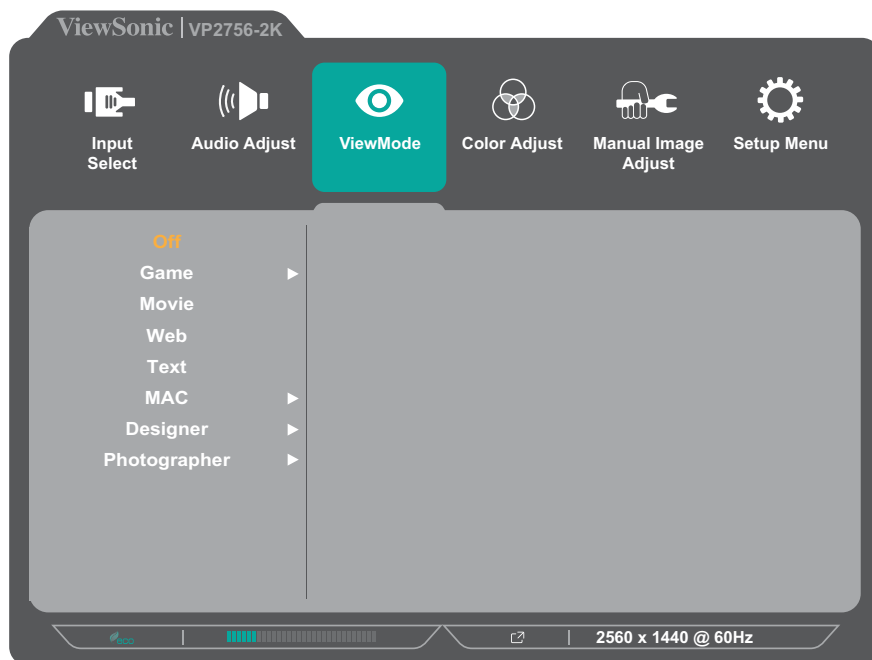 ViewSonic | VP2756-2K
Input Select
Audio Adjust
ViewMode
Color Adjust
Manual Image Adjust
Setup Menu
Off
Game
Movie
Web
Text
MAC
Designer
Photographer
eco
2560 x 1440 @ 60Hz